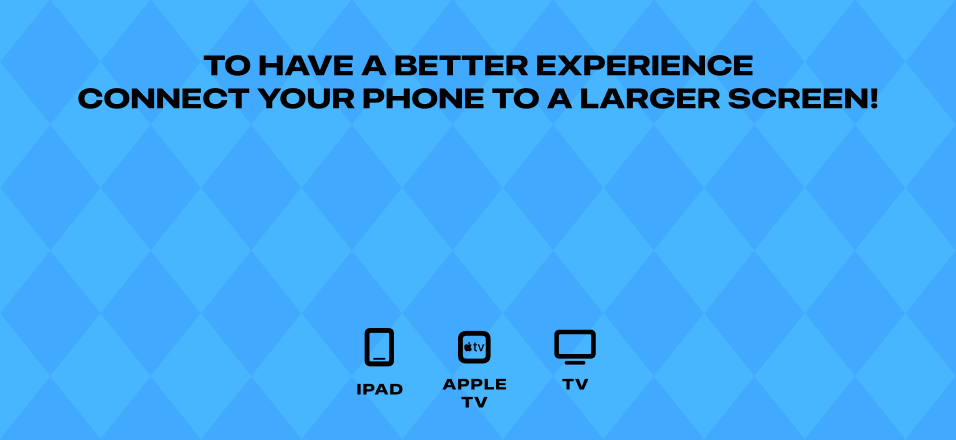 TO HAVE A BETTER EXPERIENCE
CONNECT YOUR PHONE TO A LARGER SCREEN!
tv
IPAD
APPLE
TV
TV